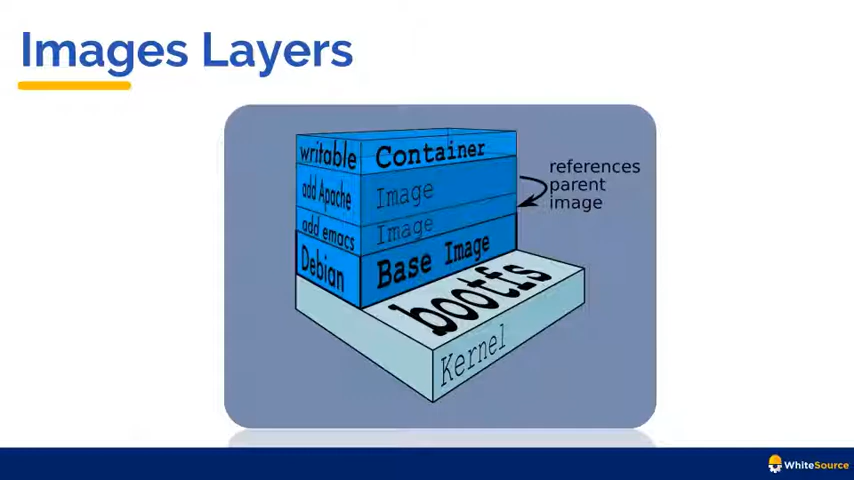 Images Layers
writable Container
add Apache Image
add emacs Image
Debian Base Image
references
parent
image
bootfs
Kernel
WhiteSource